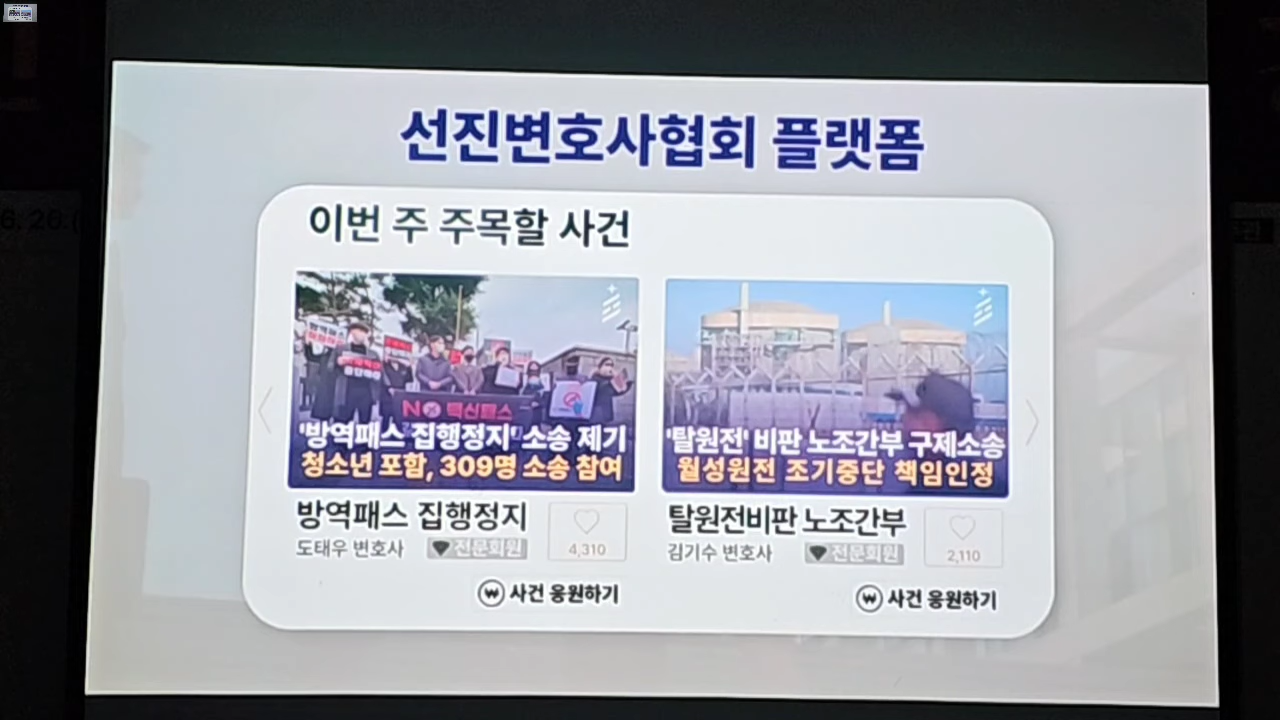 선진변호사협회 플랫폼
이번 주 주목할 사건
NO 백신패스
'방역패스 집행정지' 소송 제기
청소년 포함, 309명 소송 참여
방역패스 집행정지
도태우 변호사
전문회원
4,310
사건 응원하기
'탈원전' 비판 노조간부 구제소송
월성원전 조기중단 책임인정
탈원전비판 노조간부
김기수 변호사
전문회원
2,110
사건 응원하기